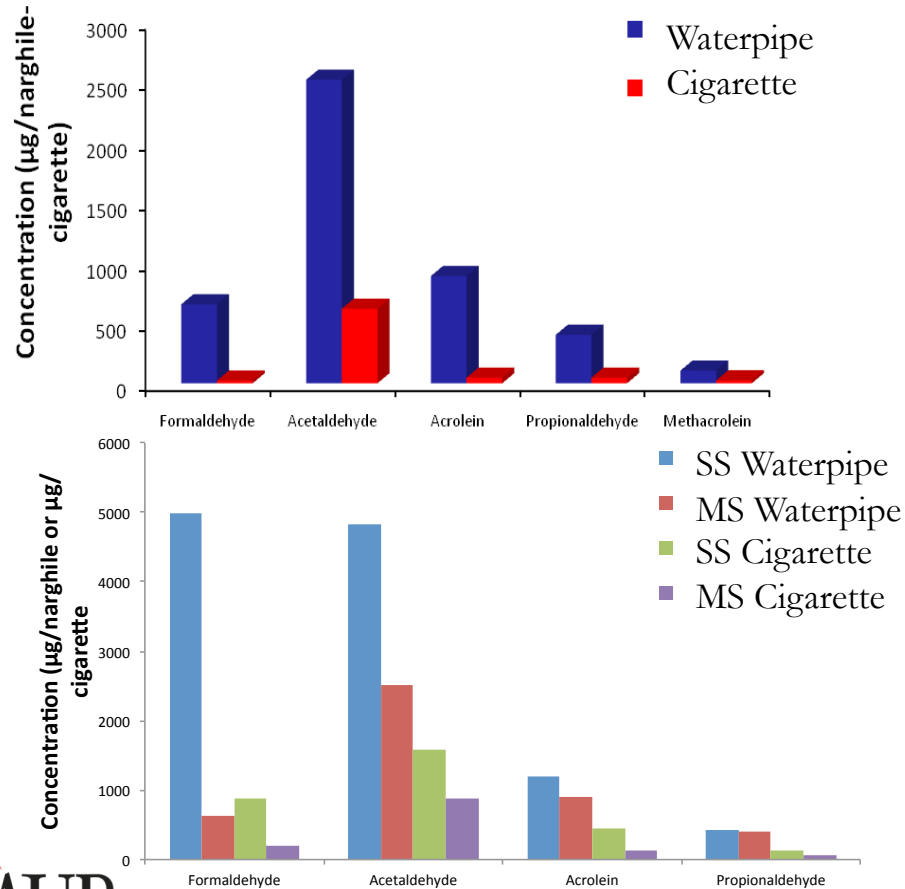 Concentration (µg/narghile-
cigarette)
3000
2500
2000
1500
1000
500
0
Waterpipe
Cigarette
Formaldehyde Acetaldehyde Acrolein Propionaldehyde Methacrolein
Concentration (µg/narghile or µg/
cigarette
6000
5000
4000
3000
2000
1000
0
SS Waterpipe
MS Waterpipe
SS Cigarette
MS Cigarette
Formaldehyde Acetaldehyde Acrolein Propionaldehyde